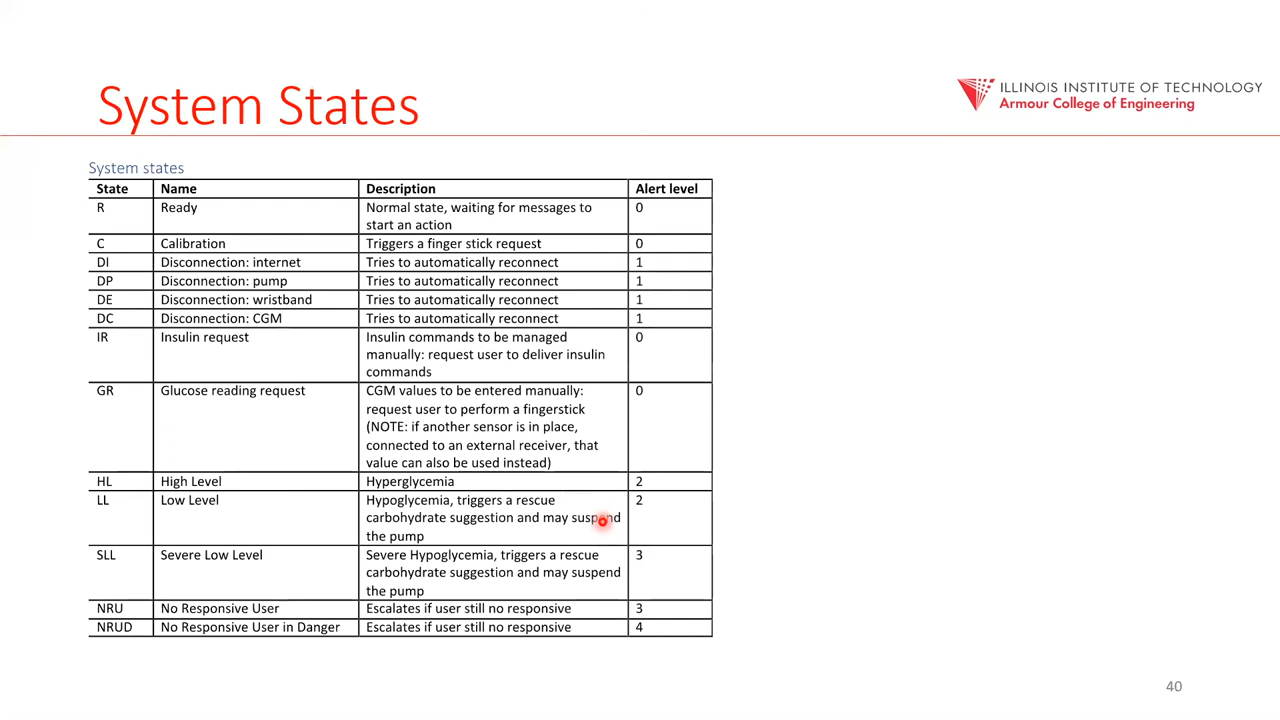 System States
ILLINOIS INSTITUTE OF TECHNOLOGY
Armour College of Engineering
System states
State Name Description Alert level
R Ready Normal state, waiting for messages to 0
start an action
C Calibration Triggers a finger stick request 0
DI Disconnection: internet Tries to automatically reconnect 1
DP Disconnection: pump Tries to automatically reconnect 1
DE Disconnection: wristband Tries to automatically reconnect 1
DC Disconnection: CGM Tries to automatically reconnect 1
IR Insulin request Insulin commands to be managed 0
manually: request user to deliver insulin
commands
GR Glucose reading request CGM values to be entered manually: 0
request user to perform a fingerstick
(NOTE: if another sensor is in place,
connected to an external receiver, that
value can also be used instead)
HL High Level Hyperglycemia 2
LL Low Level Hypoglycemia, triggers a rescue 2
carbohydrate suggestion and may suspend
the pump
SLL Severe Low Level Severe Hypoglycemia, triggers a rescue 3
carbohydrate suggestion and may suspend
the pump
NRU No Responsive User Escalates if user still no responsive 3
NRUD No Responsive User in Danger Escalates if user still no responsive 4
40